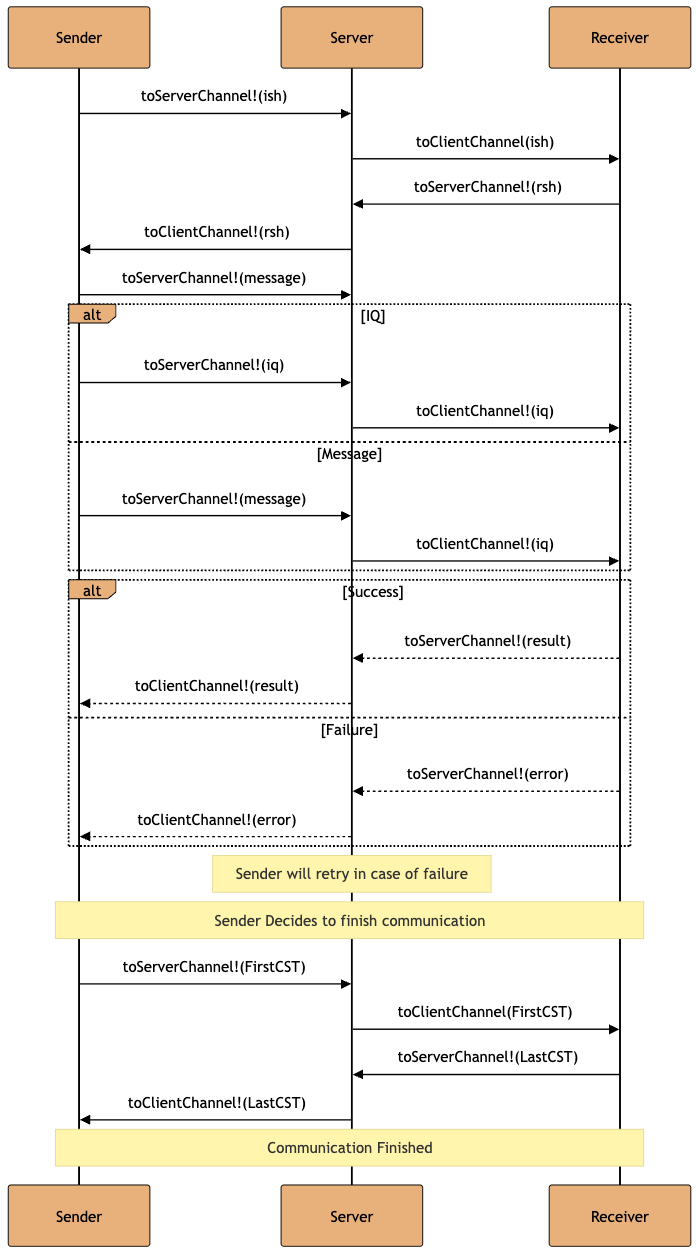 Sender Server Receiver
toServerChannel!(ish)
toClientChannel(ish)
toServerChannel!(rsh)
toClientChannel!(rsh)
toServerChannel!(message)
alt [IQ]
toServerChannel!(iq)
toClientChannel!(iq)
[Message]
toServerChannel!(message)
toClientChannel!(iq)
alt [Success]
toServerChannel!(result)
toClientChannel!(result)
[Failure]
toServerChannel!(error)
toClientChannel!(error)
Sender will retry in case of failure
Sender Decides to finish communication
toServerChannel!(FirstCST)
toClientChannel(FirstCST)
toServerChannel!(LastCST)
toClientChannel!(LastCST)
Communication Finished
Sender Server Receiver